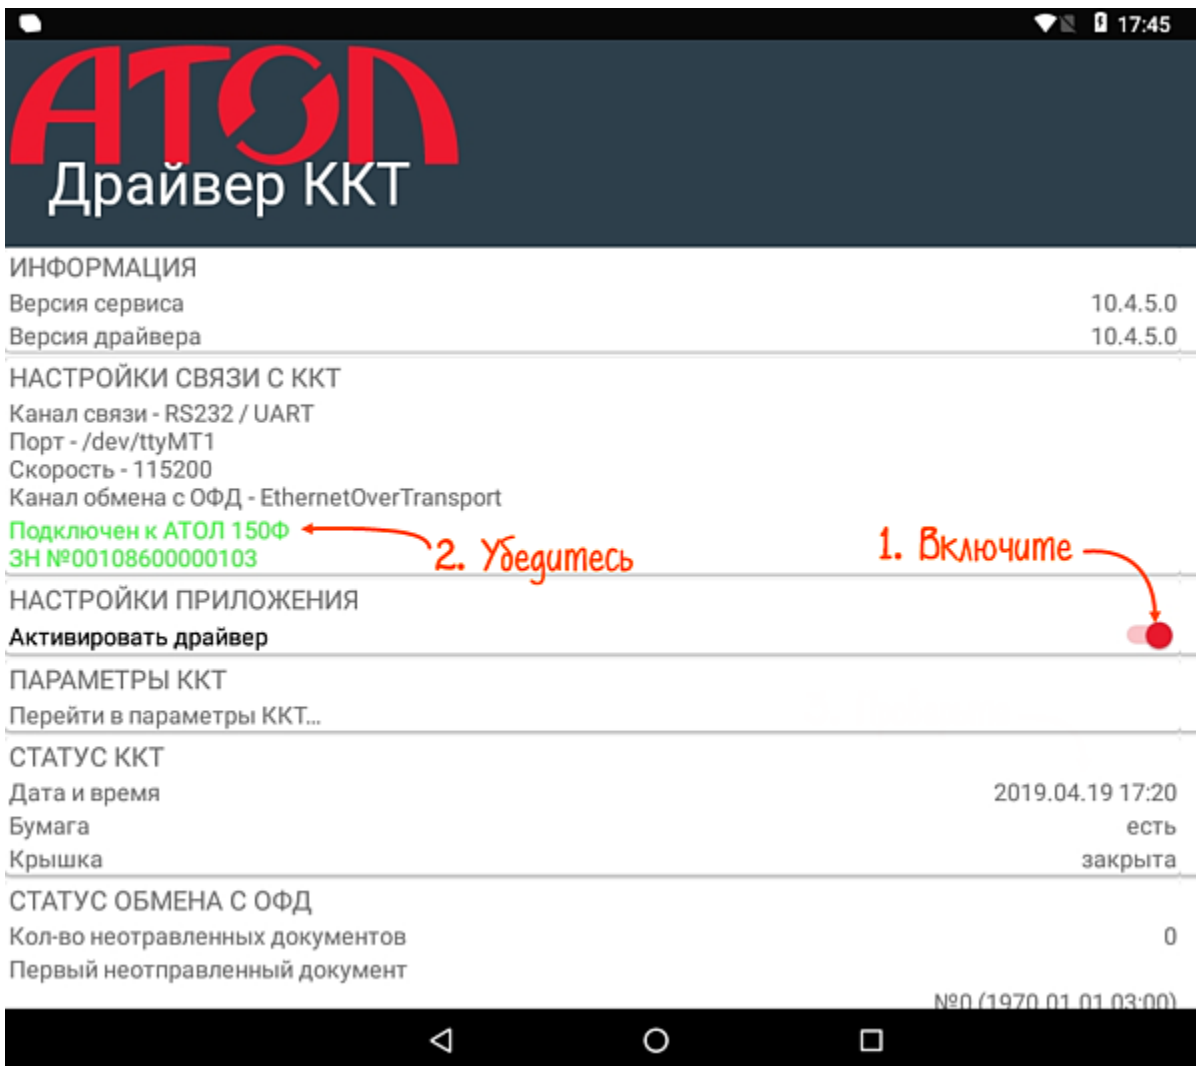 17:45
АТОЛ
Драйвер ККТ
ИНФОРМАЦИЯ
Версия сервиса 10.4.5.0
Версия драйвера 10.4.5.0
НАСТРОЙКИ СВЯЗИ С ККТ
Канал связи - RS232 / UART
Порт - /dev/ttyMT1
Скорость - 115200
Канал обмена с ОФД - EthernetOverTransport
Подключен к АТОЛ 150Ф
ЗН №00108600000103
2. Убедитесь
1. Включите
НАСТРОЙКИ ПРИЛОЖЕНИЯ
Активировать драйвер
ПАРАМЕТРЫ ККТ
Перейти в параметры ККТ...
СТАТУС ККТ
Дата и время 2019.04.19 17:20
Бумага есть
Крышка закрыта
СТАТУС ОБМЕНА С ОФД
Кол-во неотравленных документов 0
Первый неотправленный документ
№0 (1970.01.01 03:00)